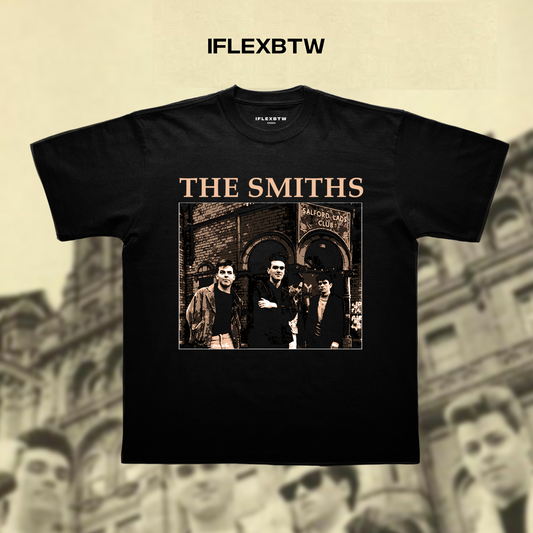 IFLEXBTW
IFLEXBTW
THE SMITHS
SALFORD LADS
CLUB